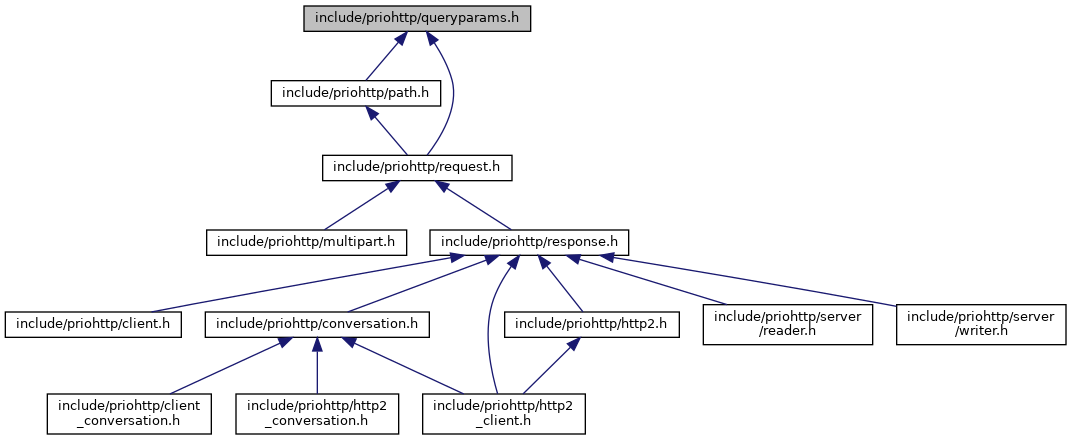 include/priohttp/queryparams.h
include/priohttp/path.h
include/priohttp/request.h
include/priohttp/multipart.h
include/priohttp/response.h
include/priohttp/client.h
include/priohttp/conversation.h
include/priohttp/http2.h
include/priohttp/server
/reader.h
include/priohttp/server
/writer.h
include/priohttp/client
_conversation.h
include/priohttp/http2
_conversation.h
include/priohttp/http2
_client.h